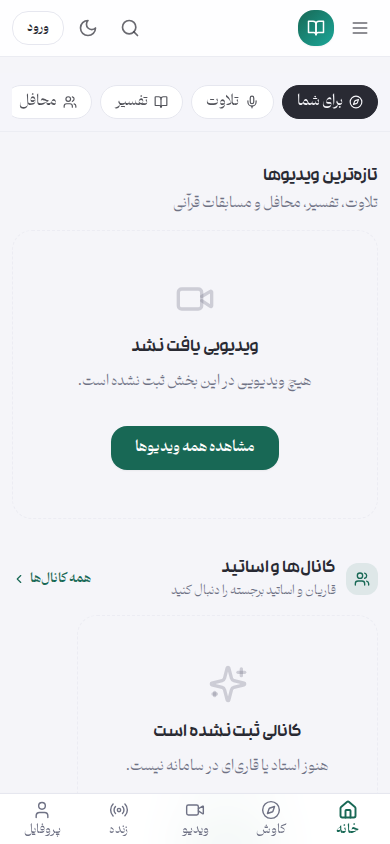 ورود
برای شما
تلاوت
تفسیر
محافل
تازه‌ترین ویدیوها
تلاوت، تفسیر، محافل و مسابقات قرآنی
ویدیویی یافت نشد
هیچ ویدیویی در این بخش ثبت نشده است.
مشاهده همه ویدیوها
کانال‌ها و اساتید
قاریان و اساتید برجسته را دنبال کنید
همه کانال‌ها
کانالی ثبت نشده است
هنوز استاد یا قاری‌ای در سامانه نیست.
خانه
کاوش
ویدیو
زنده
پروفایل